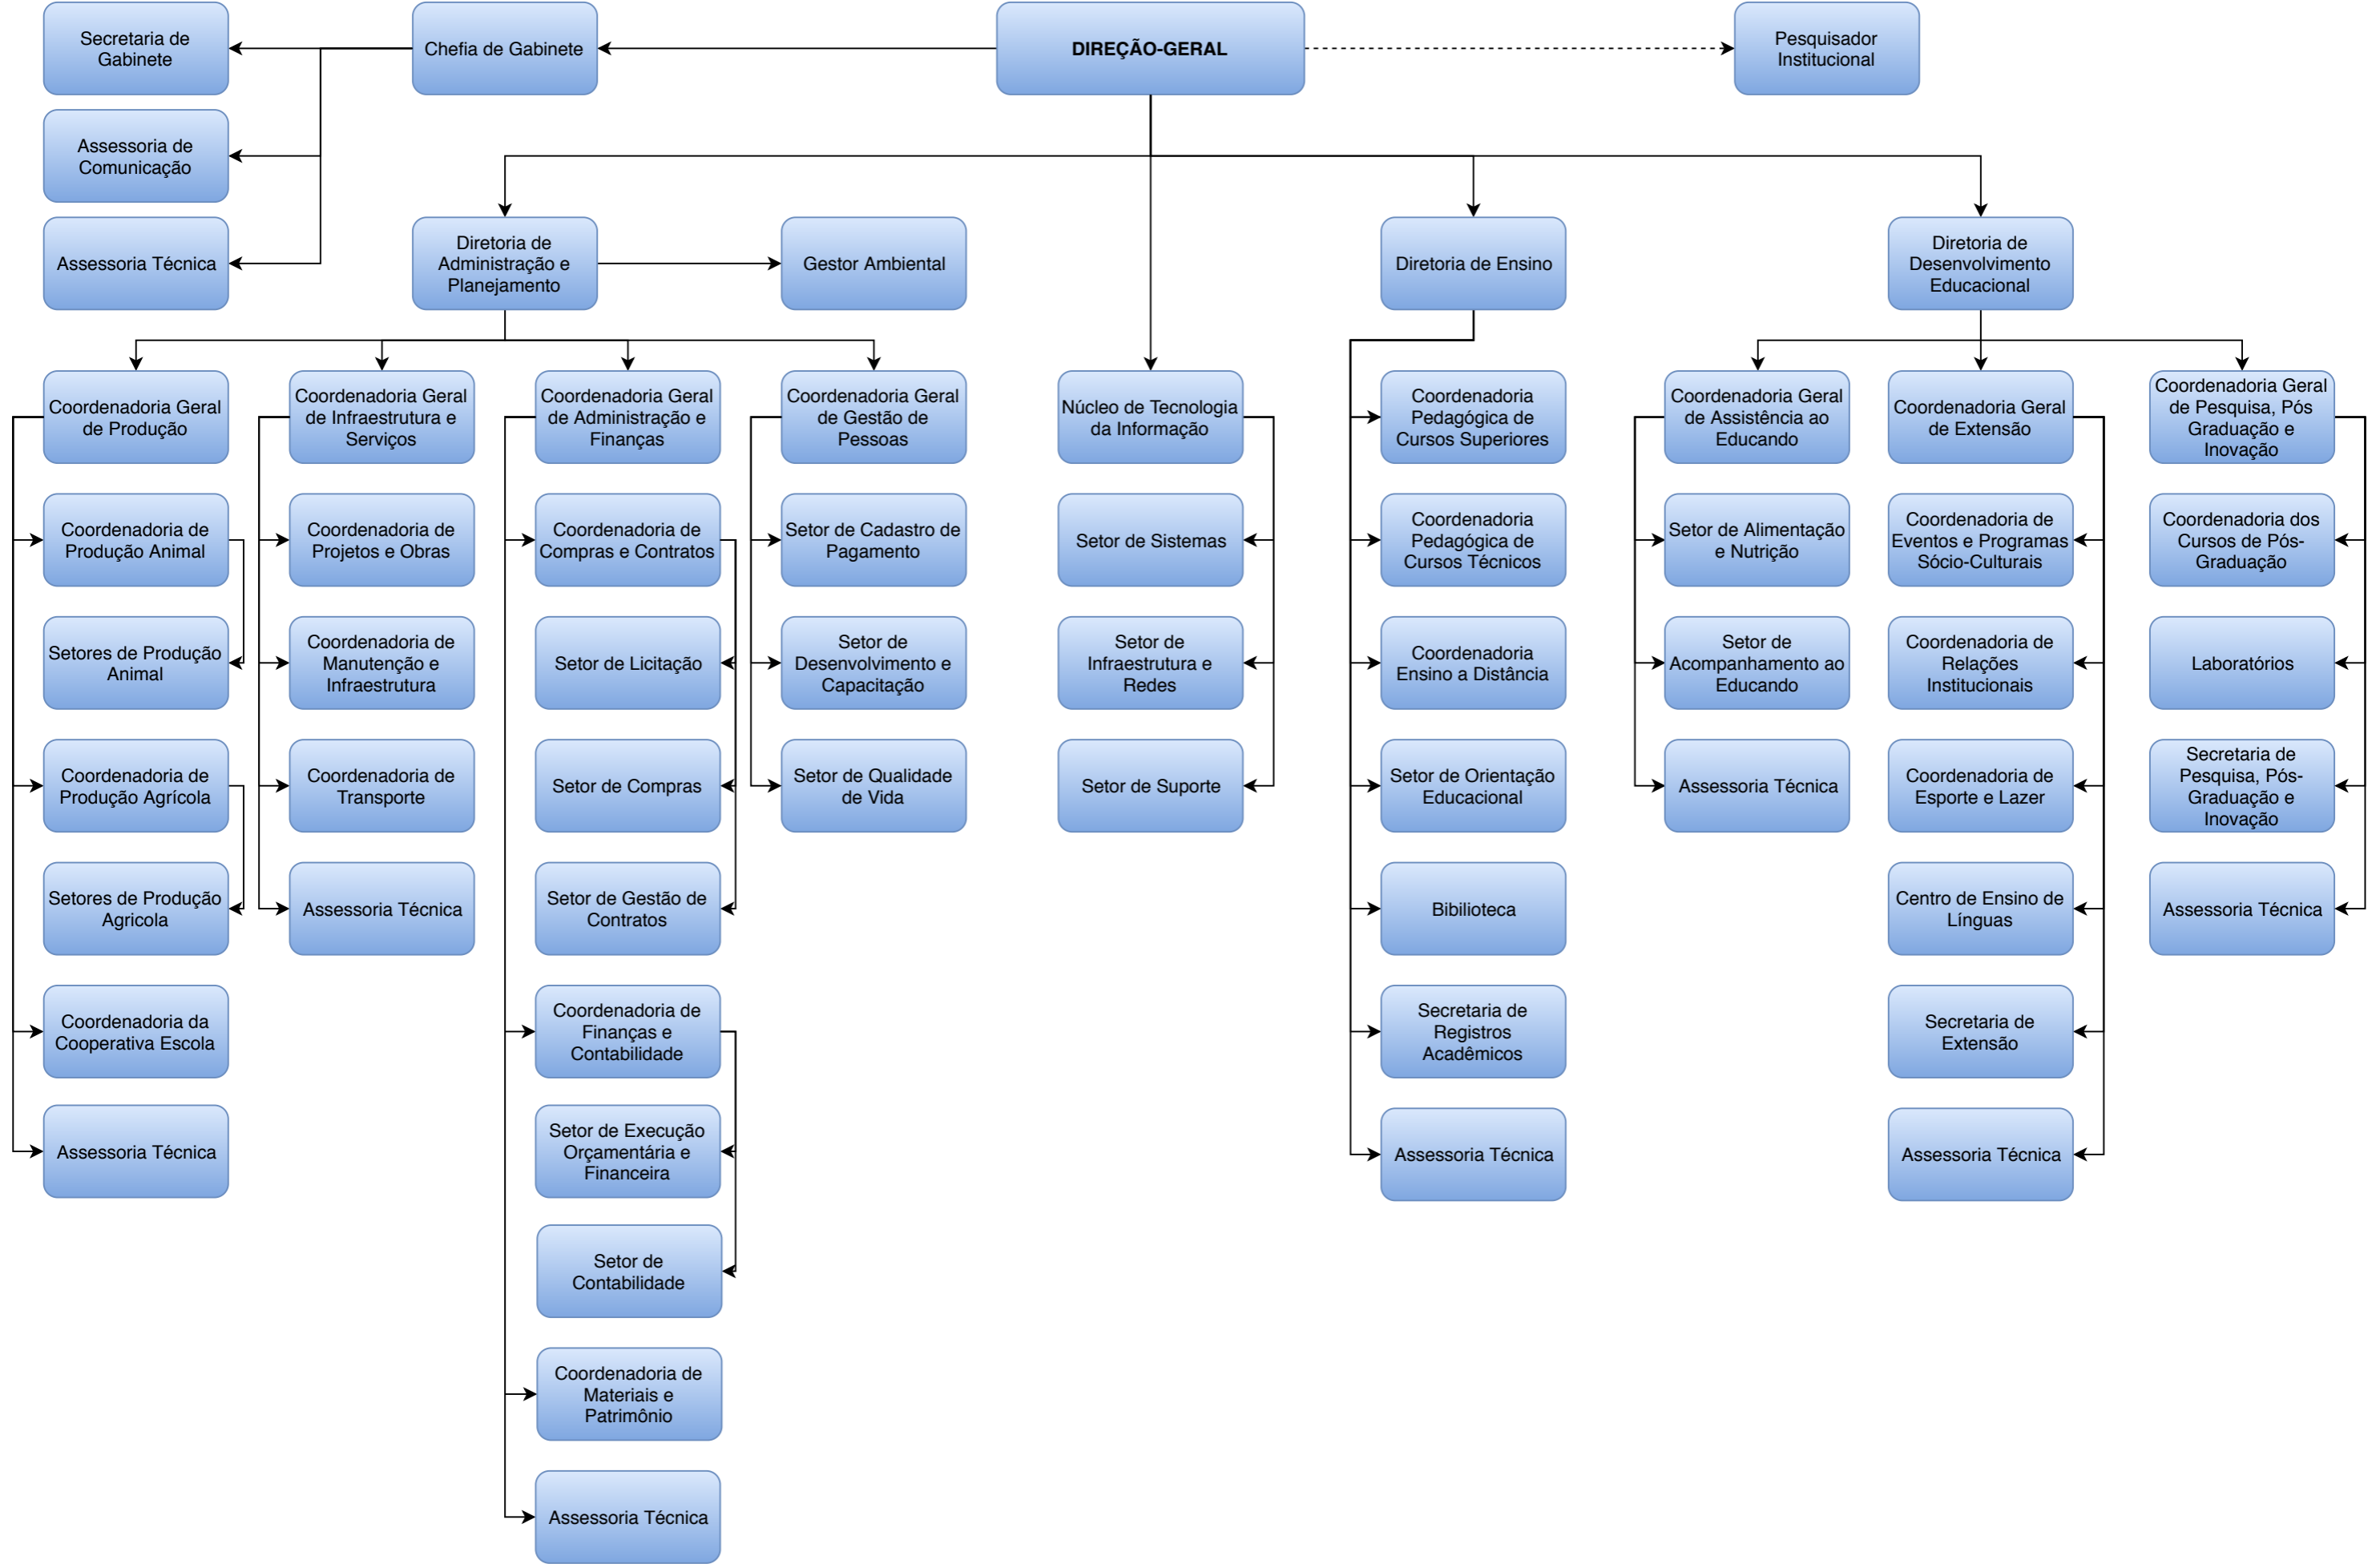 Secretaria de
Gabinete
Chefia de Gabinete
DIREÇÃO-GERAL
Pesquisador
Institucional
Assessoria de
Comunicação
Assessoria Técnica
Diretoria de
Administração e
Planejamento
Gestor Ambiental
Diretoria de Ensino
Diretoria de
Desenvolvimento
Educacional
Coordenadoria Geral
de Produção
Coordenadoria Geral
de Infraestrutura e
Serviços
Coordenadoria Geral
de Administração e
Finanças
Coordenadoria Geral
de Gestão de
Pessoas
Núcleo de Tecnologia
da Informação
Coordenadoria
Pedagógica de
Cursos Superiores
Coordenadoria Geral
de Assistência ao
Educando
Coordenadoria Geral
de Extensão
Coordenadoria Geral
de Pesquisa, Pós
Graduação e
Inovação
Coordenadoria de
Produção Animal
Coordenadoria de
Projetos e Obras
Coordenadoria de
Compras e Contratos
Setor de Cadastro de
Pagamento
Setor de Sistemas
Coordenadoria
Pedagógica de
Cursos Técnicos
Setor de Alimentação
e Nutrição
Coordenadoria de
Eventos e Programas
Sócio-Culturais
Coordenadoria dos
Cursos de Pós-
Graduação
Setores de Produção
Animal
Coordenadoria de
Manutenção e
Infraestrutura
Setor de Licitação
Setor de
Desenvolvimento e
Capacitação
Setor de
Infraestrutura e
Redes
Coordenadoria
Ensino a Distância
Setor de
Acompanhamento ao
Educando
Coordenadoria de
Relações
Institucionais
Laboratórios
Coordenadoria de
Produção Agrícola
Coordenadoria de
Transporte
Setor de Compras
Setor de Qualidade
de Vida
Setor de Suporte
Setor de Orientação
Educacional
Assessoria Técnica
Coordenadoria de
Esporte e Lazer
Secretaria de
Pesquisa, Pós-
Graduação e
Inovação
Setores de Produção
Agricola
Assessoria Técnica
Setor de Gestão de
Contratos
Bibilioteca
Centro de Ensino de
Línguas
Assessoria Técnica
Coordenadoria da
Cooperativa Escola
Coordenadoria de
Finanças e
Contabilidade
Secretaria de
Registros
Acadêmicos
Secretaria de
Extensão
Assessoria Técnica
Setor de Execução
Orçamentária e
Financeira
Assessoria Técnica
Assessoria Técnica
Setor de
Contabilidade
Coordenadoria de
Materiais e
Patrimônio
Assessoria Técnica